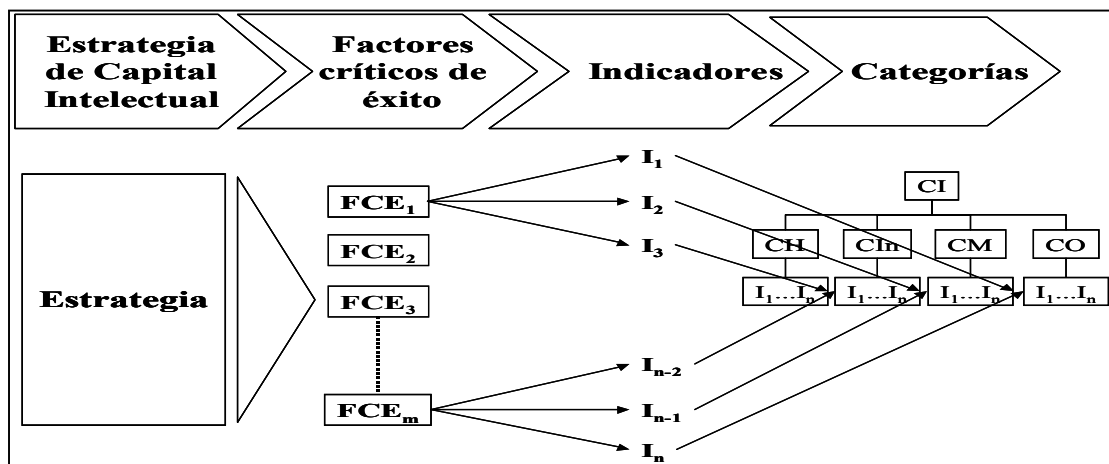 Estrategia
de Capital
Intelectual
Factores
críticos de
éxito
Indicadores
Categorías
Estrategia
FCE₁
FCE₂
FCE₃
FCEₘ
I₁
I₂
I₃
Iₙ₋₂
Iₙ₋₁
Iₙ
CI
CH
CIn
CM
CO
I₁...Iₙ
I₁...Iₙ
I₁...Iₙ
I₁...Iₙ